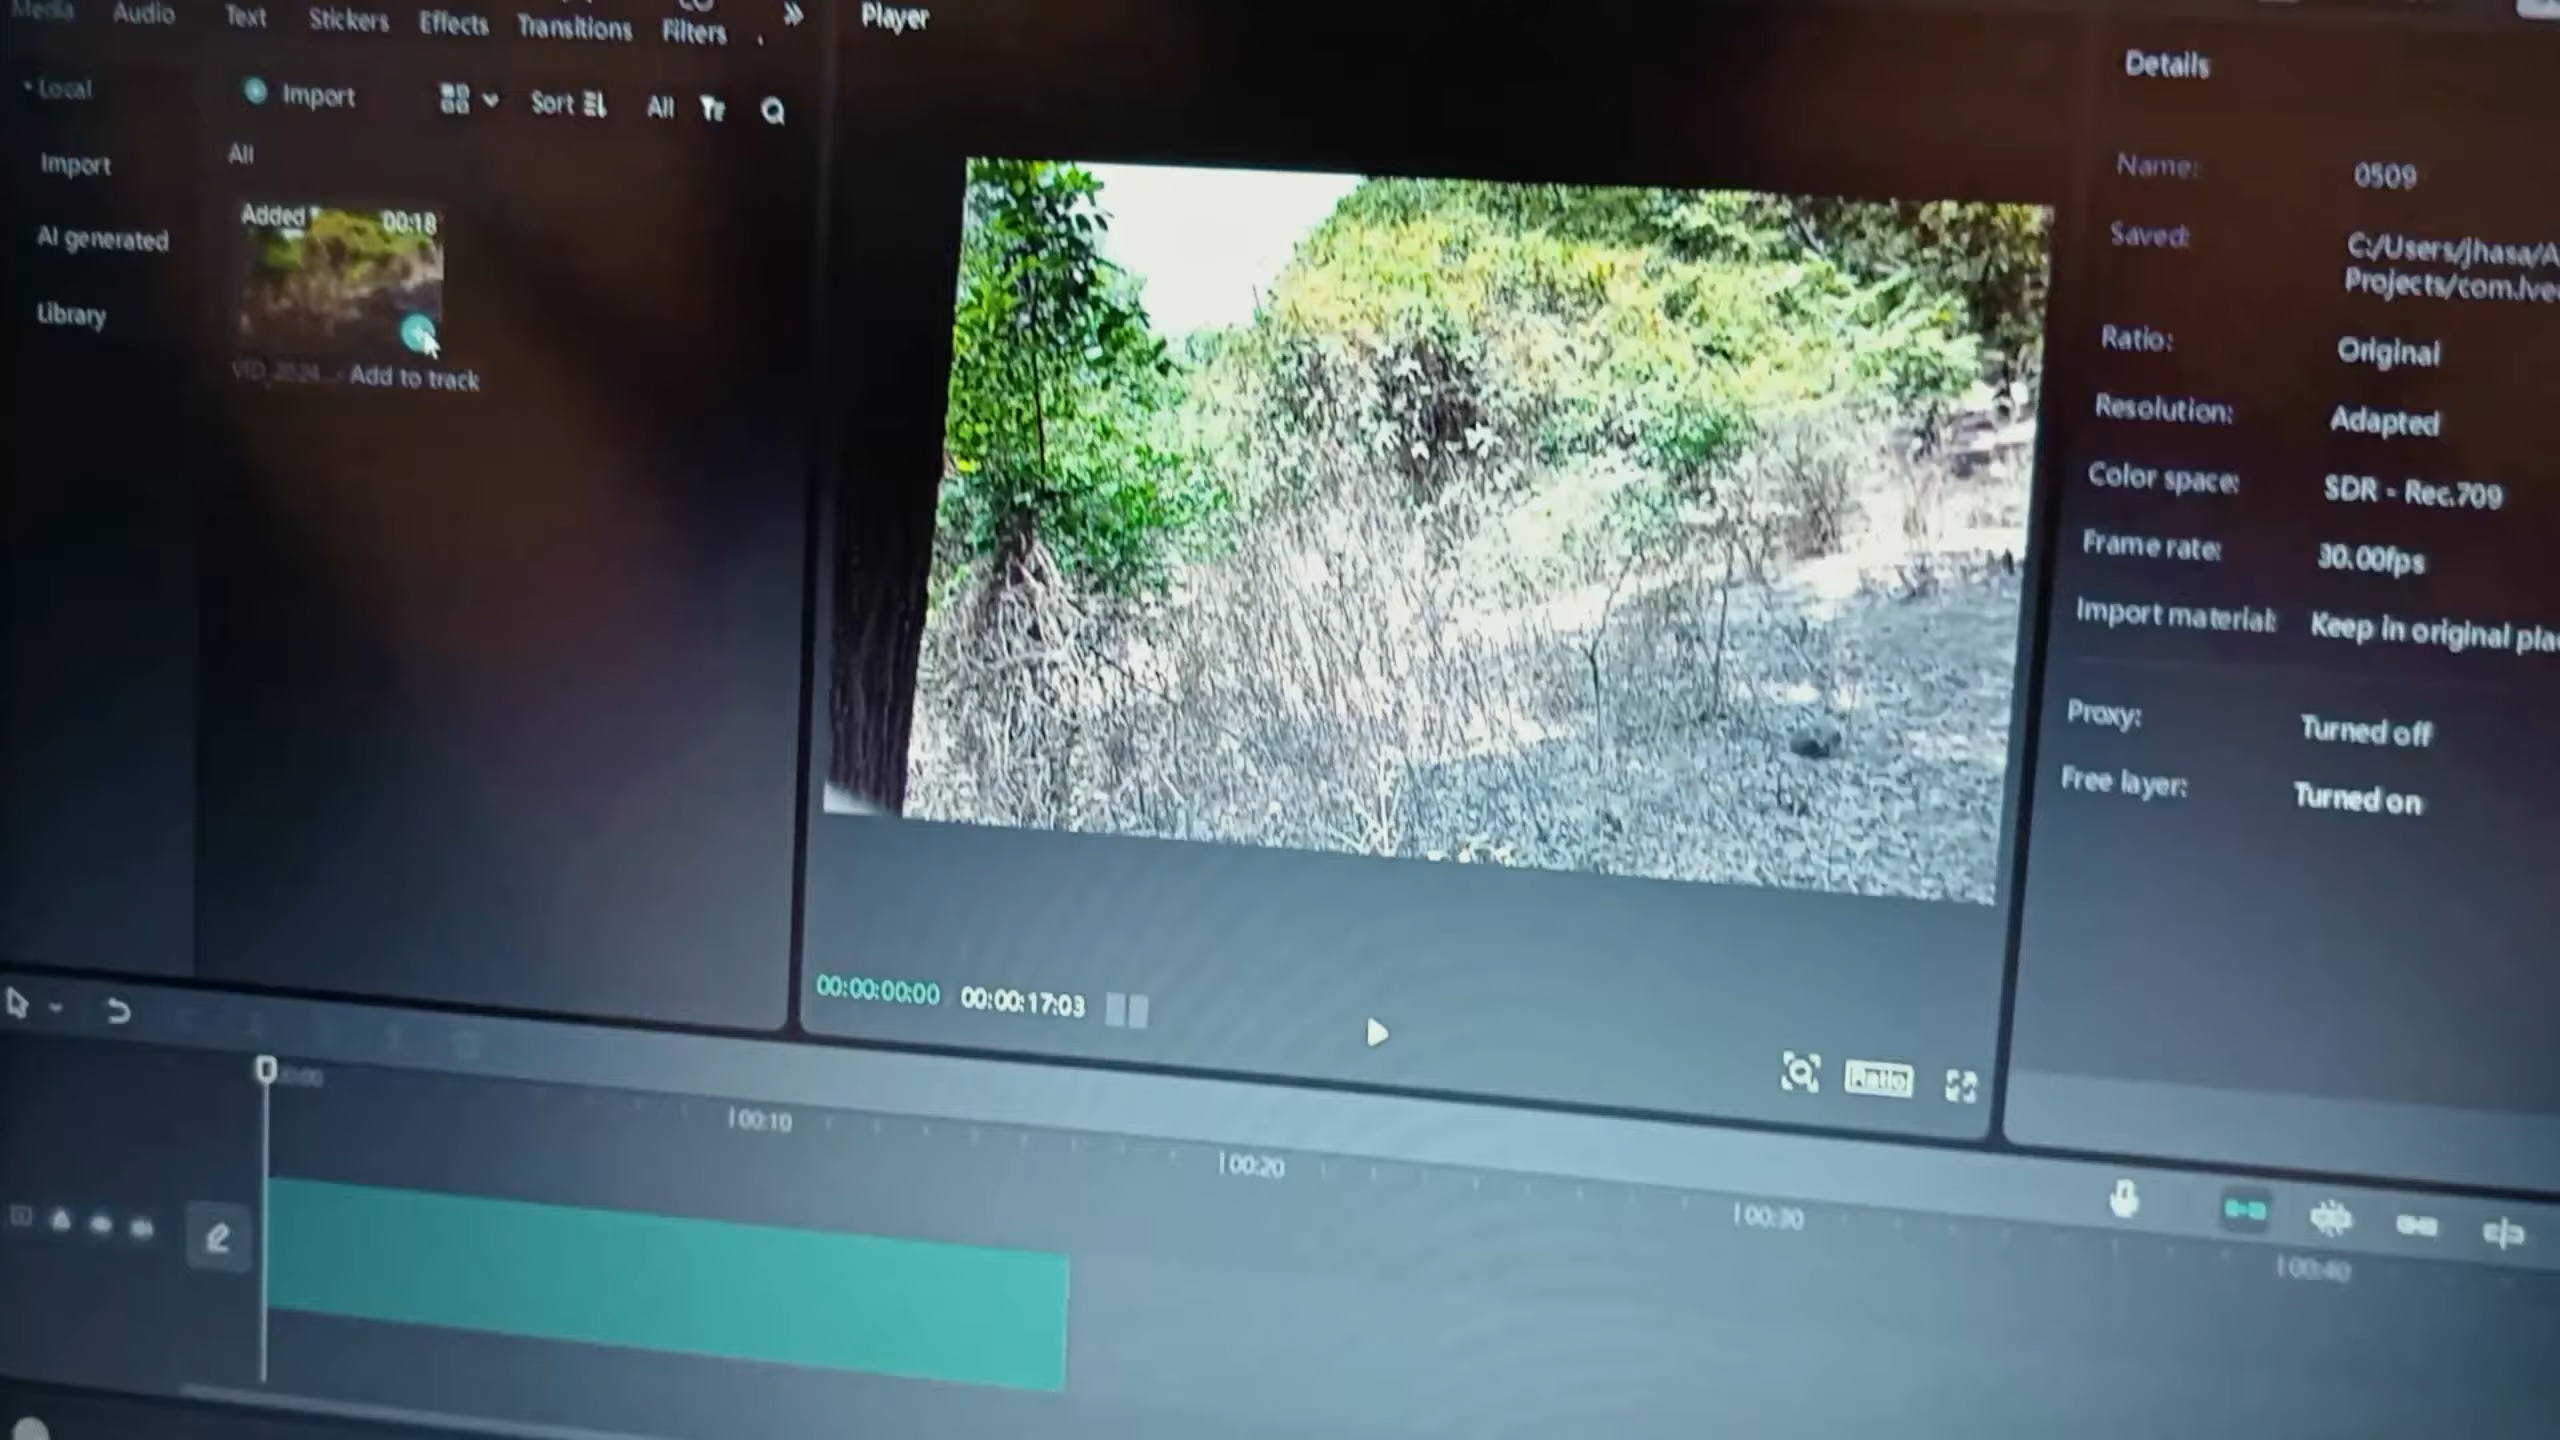 Media Audio Text Stickers Effects Transitions Filters
Player
Details
Local
Import
Sort
All
Import
All
AI generated
Library
Added
00:18
Add to track
Name: 0509
Saved: C:/Users/jhasa/A
Projects/com.lve
Ratio: Original
Resolution: Adapted
Color space: SDR - Rec.709
Frame rate: 30.00fps
Import material: Keep in original pla
Proxy: Turned off
Free layer: Turned on
00:00:00:00 00:00:17:03
Ratio
00:10
00:20
00:30
00:40